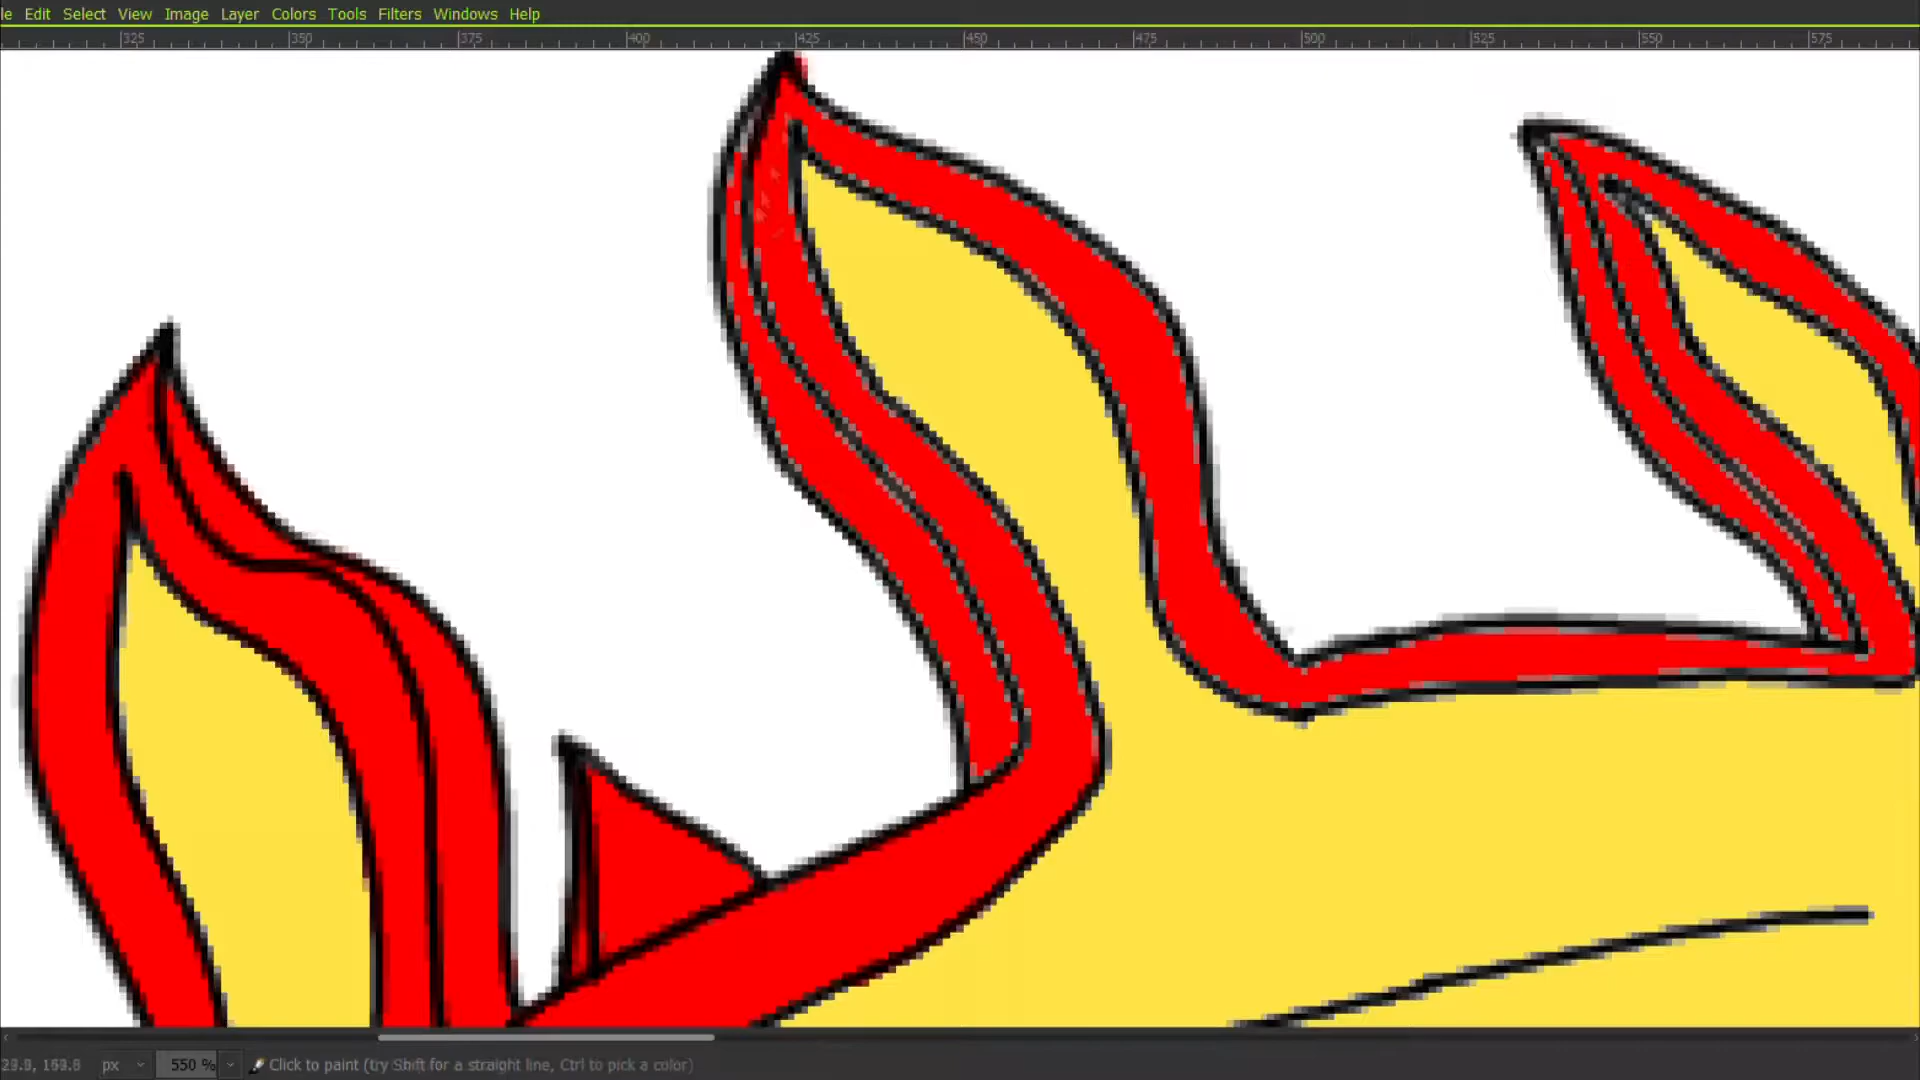 le Edit Select View Image Layer Colors Tools Filters Windows Help
325 350 375 400 425 450 475 500 525 550 575
px 550 % Click to paint (try Shift for a straight line, Ctrl to pick a color)